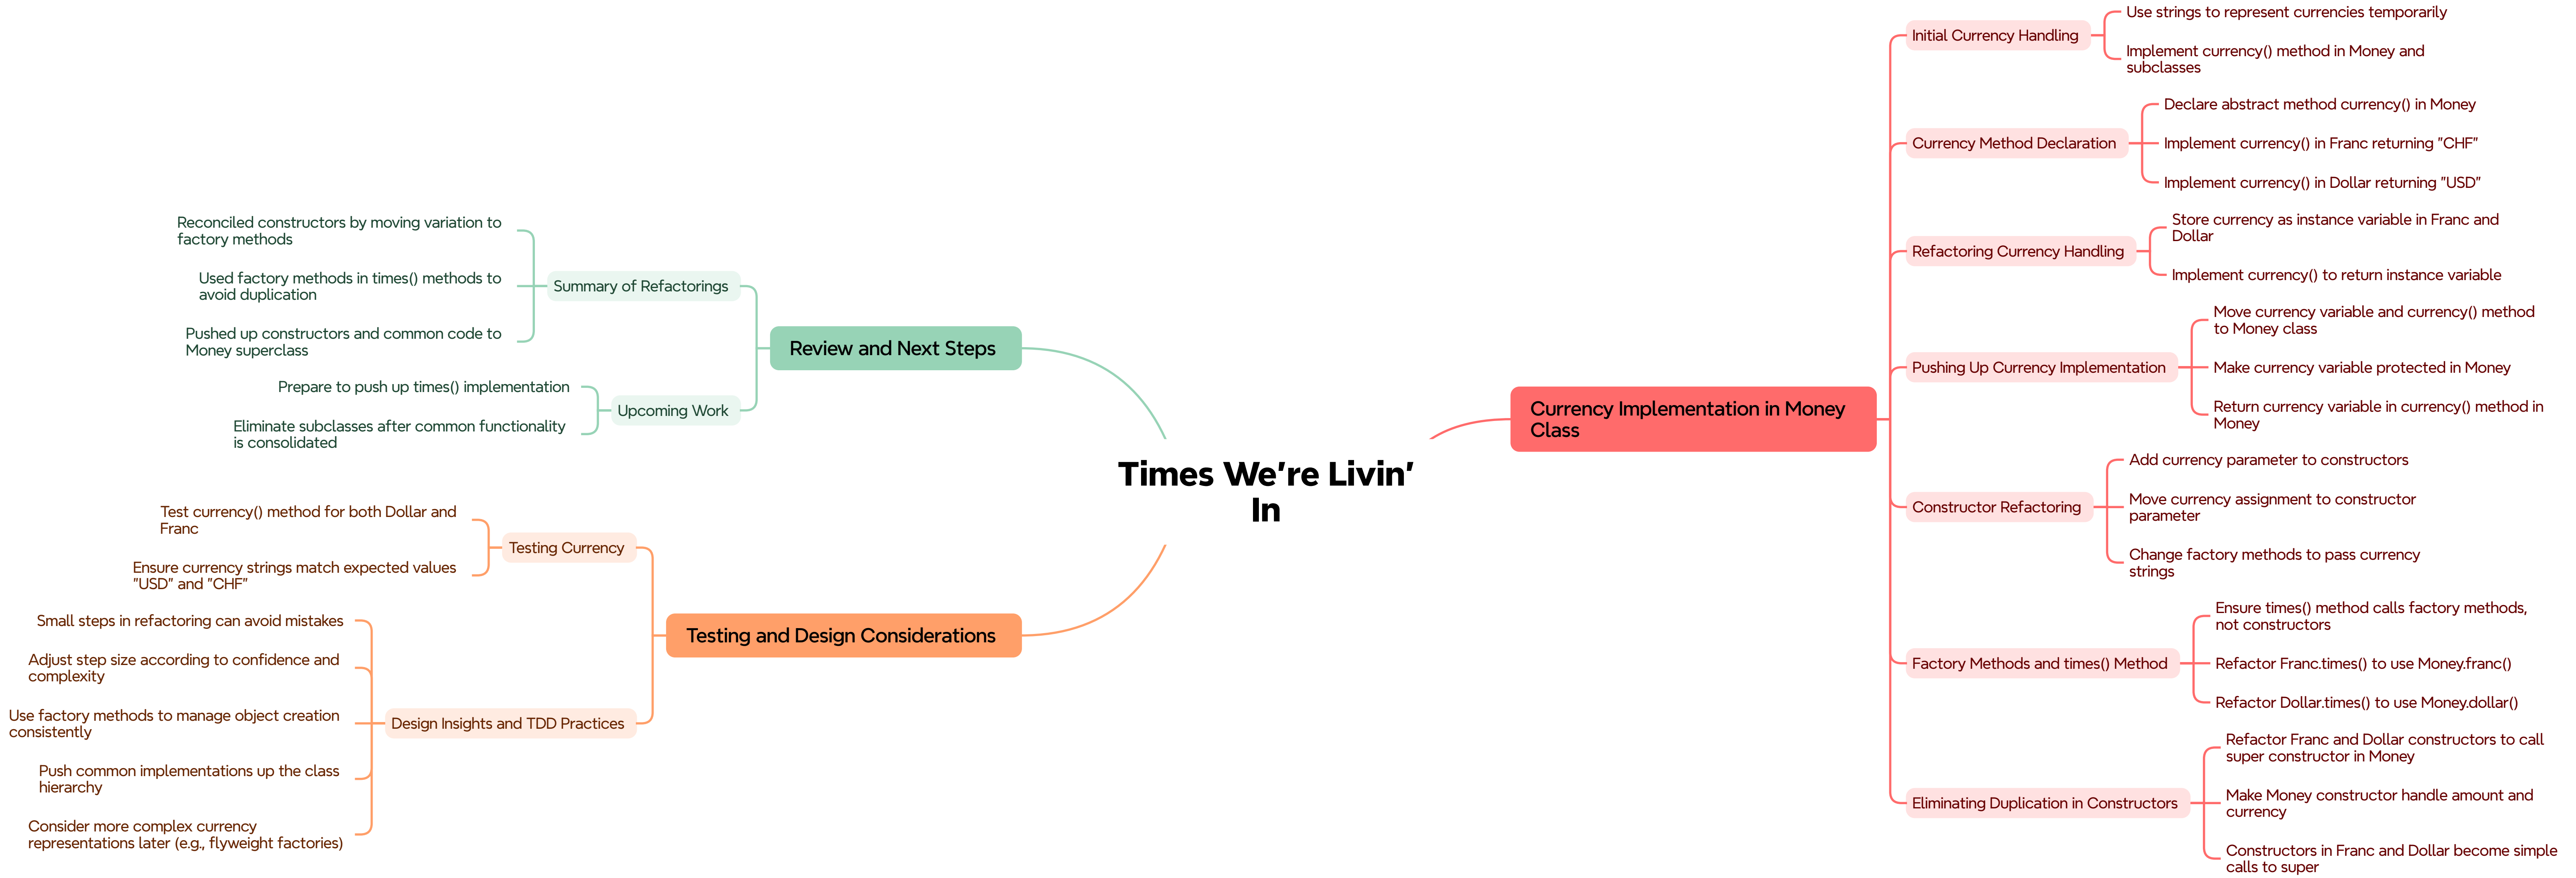 Times We're Livin'
In
Currency Implementation in Money
Class
Initial Currency Handling
Use strings to represent currencies temporarily
Implement currency() method in Money and
subclasses
Currency Method Declaration
Declare abstract method currency() in Money
Implement currency() in Franc returning "CHF"
Implement currency() in Dollar returning "USD"
Refactoring Currency Handling
Store currency as instance variable in Franc and
Dollar
Implement currency() to return instance variable
Pushing Up Currency Implementation
Move currency variable and currency() method
to Money class
Make currency variable protected in Money
Return currency variable in currency() method in
Money
Constructor Refactoring
Add currency parameter to constructors
Move currency assignment to constructor
parameter
Change factory methods to pass currency
strings
Factory Methods and times() Method
Ensure times() method calls factory methods,
not constructors
Refactor Franc.times() to use Money.franc()
Refactor Dollar.times() to use Money.dollar()
Eliminating Duplication in Constructors
Refactor Franc and Dollar constructors to call
super constructor in Money
Make Money constructor handle amount and
currency
Constructors in Franc and Dollar become simple
calls to super
Review and Next Steps
Summary of Refactorings
Reconciled constructors by moving variation to
factory methods
Used factory methods in times() methods to
avoid duplication
Pushed up constructors and common code to
Money superclass
Upcoming Work
Prepare to push up times() implementation
Eliminate subclasses after common functionality
is consolidated
Testing and Design Considerations
Testing Currency
Test currency() method for both Dollar and
Franc
Ensure currency strings match expected values
"USD" and "CHF"
Design Insights and TDD Practices
Small steps in refactoring can avoid mistakes
Adjust step size according to confidence and
complexity
Use factory methods to manage object creation
consistently
Push common implementations up the class
hierarchy
Consider more complex currency
representations later (e.g., flyweight factories)